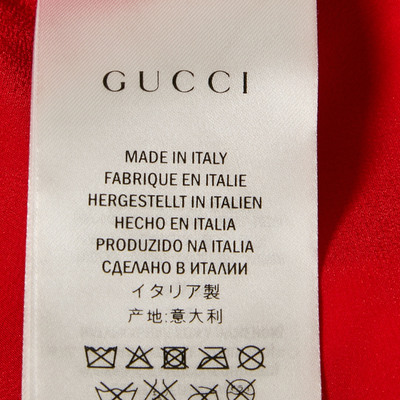 GUCCI
MADE IN ITALY
FABRIQUE EN ITALIE
HERGESTELLT IN ITALIEN
HECHO EN ITALIA
PRODUZIDO NA ITALIA
СДЕЛАНО В ИТАЛИИ
イタリア製
产地:意大利